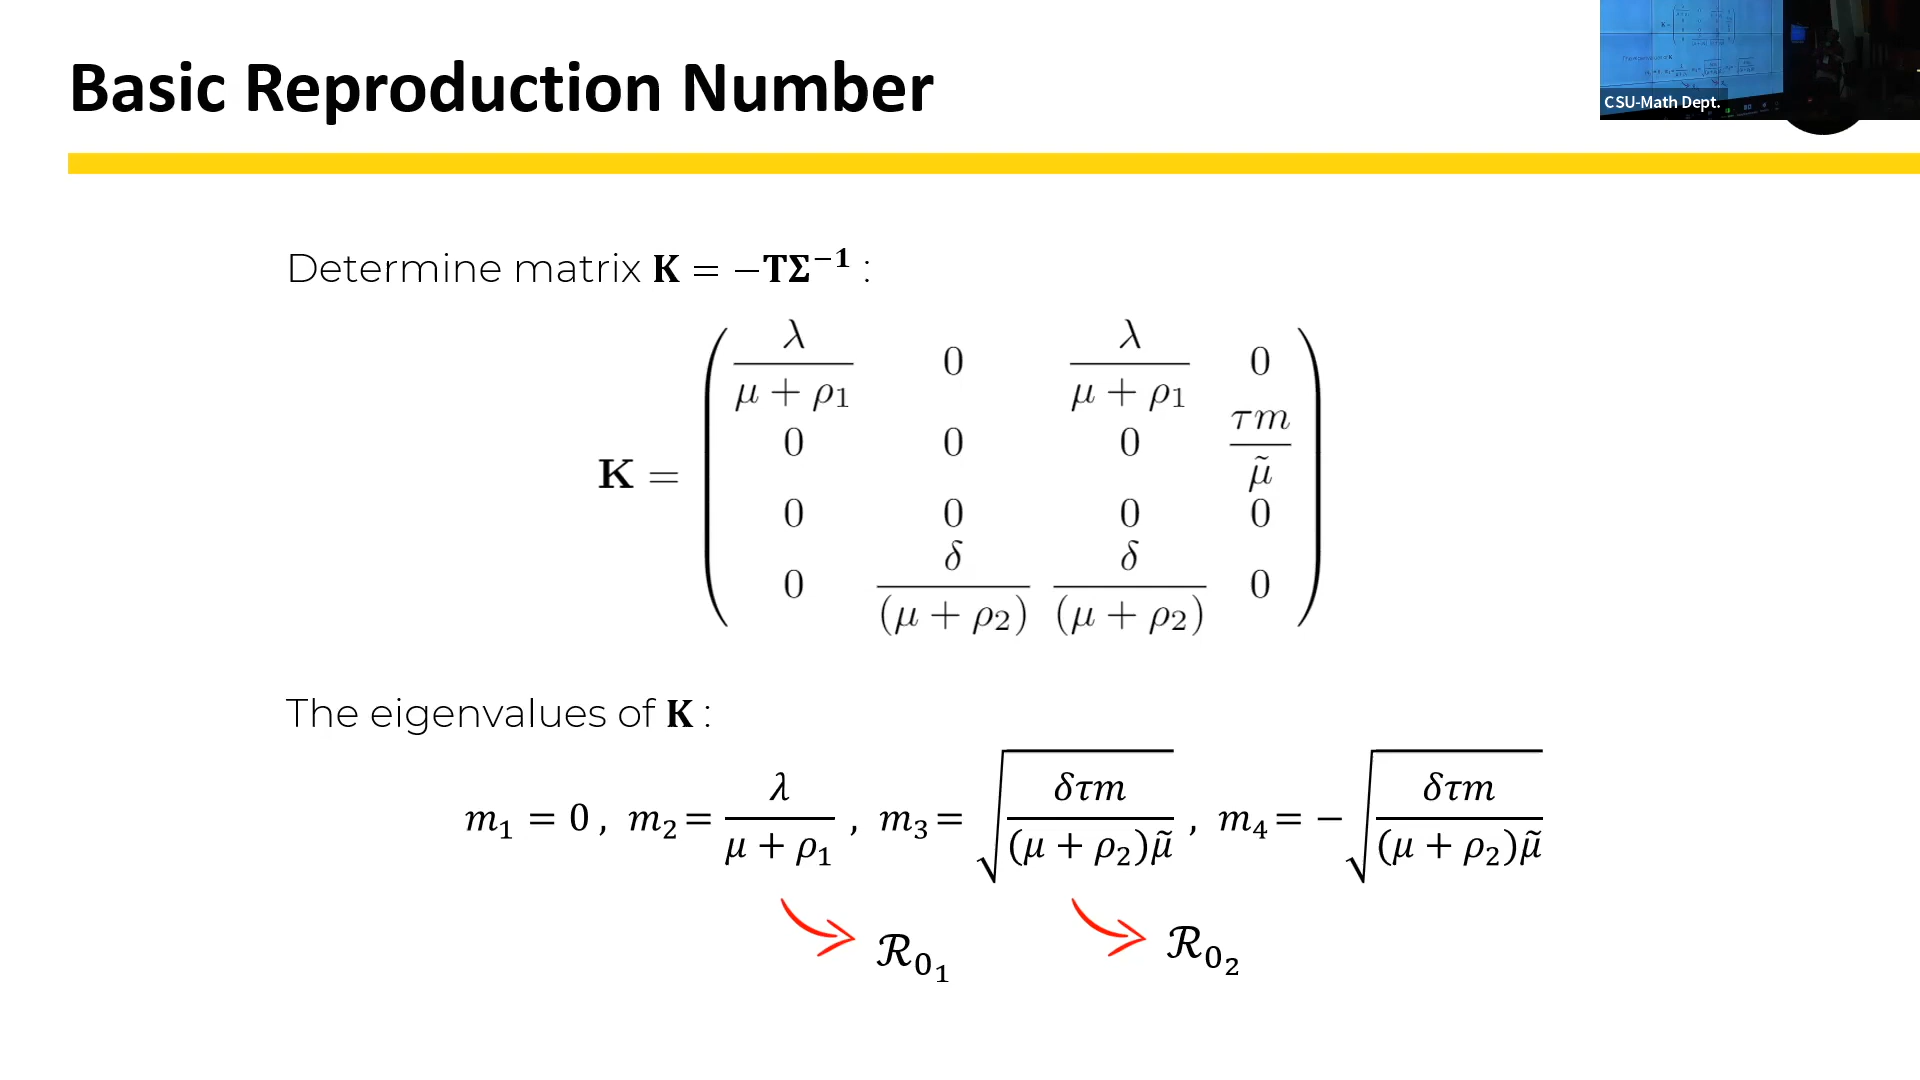 Basic Reproduction Number
CSU-Math Dept.
Determine matrix K = −TΣ⁻¹ :
K = ( λ/(μ + ρ₁) 0 λ/(μ + ρ₁) 0
0 0 0 τm/μ̃
0 0 0 0
0 δ/(μ + ρ₂) δ/(μ + ρ₂) 0 )
The eigenvalues of K :
m₁ = 0 , m₂ = λ/(μ + ρ₁) , m₃ = √(δτm/((μ + ρ₂)μ̃)) , m₄ = −√(δτm/((μ + ρ₂)μ̃))
ℛ₀₁ ℛ₀₂